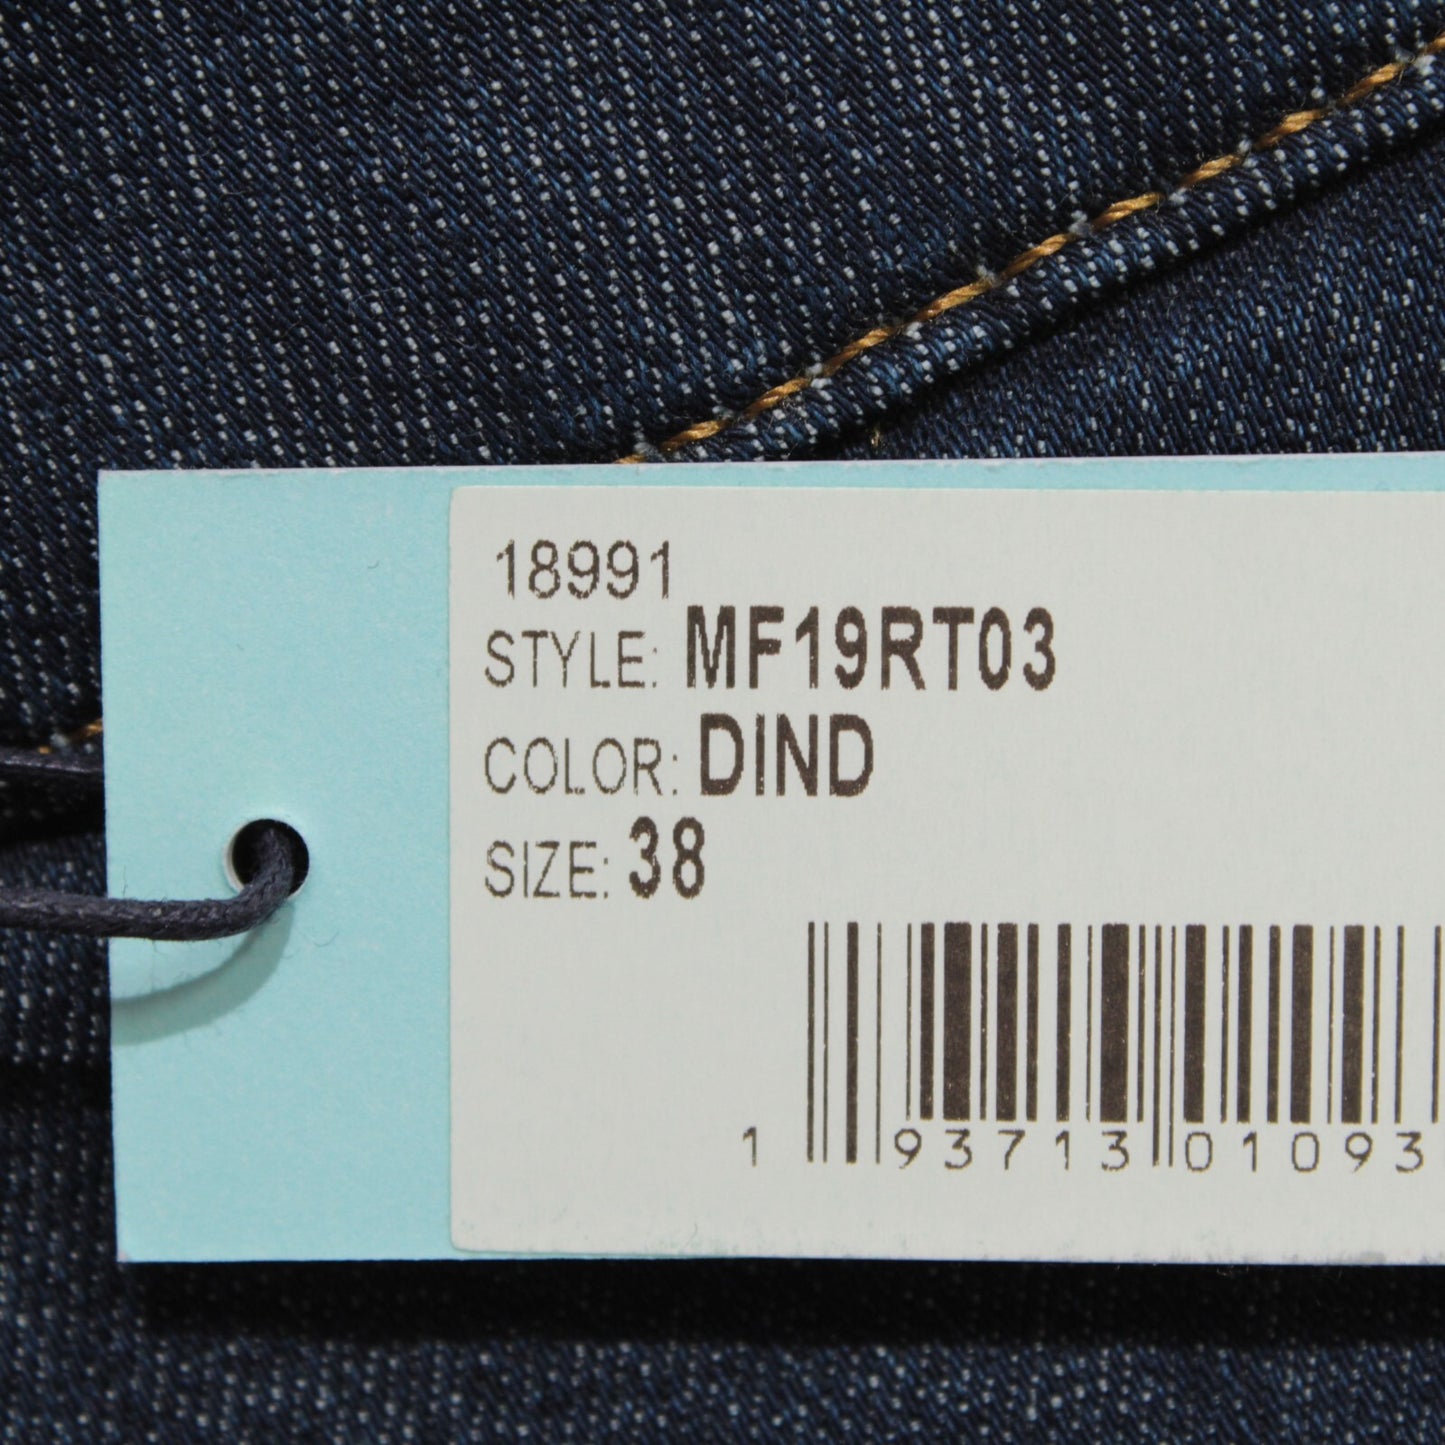 18991
STYLE: MF19RT03
COLOR: DIND
SIZE: 38
1 93713 01093